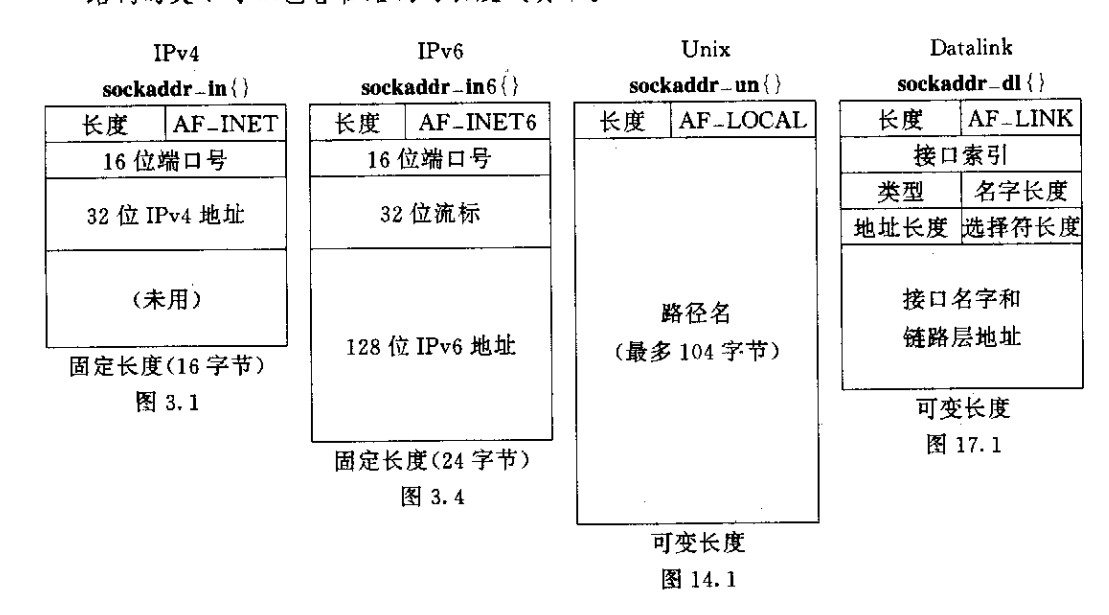 IPv4
sockaddr_in{}
长度 AF_INET
16 位端口号
32 位 IPv4 地址
(未用)
固定长度(16 字节)
图 3.1
IPv6
sockaddr_in6{}
长度 AF_INET6
16 位端口号
32 位流标
128 位 IPv6 地址
固定长度(24 字节)
图 3.4
Unix
sockaddr_un{}
长度 AF_LOCAL
路径名
(最多 104 字节)
可变长度
图 14.1
Datalink
sockaddr_dl{}
长度 AF_LINK
接口索引
类型 名字长度
地址长度 选择符长度
接口名字和
链路层地址
可变长度
图 17.1